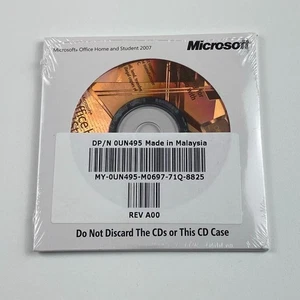 Microsoft® Office Home and Student 2007
Microsoft
DP/N 0UN495 Made in Malaysia
MY-0UN495-M0697-71Q-8825
REV A00
Do Not Discard The CDs or This CD Case